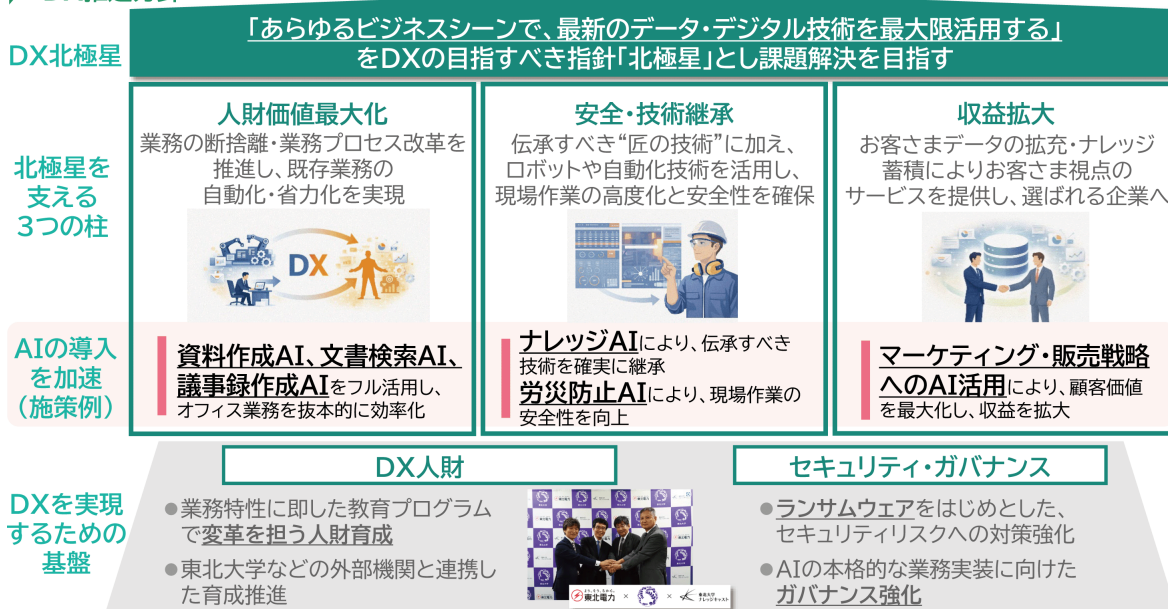 DX北極星
「あらゆるビジネスシーンで、最新のデータ・デジタル技術を最大限活用する」
をDXの目指すべき指針「北極星」とし課題解決を目指す
北極星を
支える
3つの柱
人財価値最大化
業務の断捨離・業務プロセス改革を
推進し、既存業務の
自動化・省力化を実現
DX
安全・技術継承
伝承すべき“匠の技術”に加え、
ロボットや自動化技術を活用し、
現場作業の高度化と安全性を確保
収益拡大
お客さまデータの拡充・ナレッジ
蓄積によりお客さま視点の
サービスを提供し、選ばれる企業へ
AIの導入
を加速
（施策例）
資料作成AI、文書検索AI、
議事録作成AIをフル活用し、
オフィス業務を抜本的に効率化
ナレッジAIにより、伝承すべき
技術を確実に継承
労災防止AIにより、現場作業の
安全性を向上
マーケティング・販売戦略
へのAI活用により、顧客価値
を最大化し、収益を拡大
DXを実現
するための
基盤
DX人財
●業務特性に即した教育プログラム
で変革を担う人財育成
●東北大学などの外部機関と連携し
た育成推進
東北電力 × × 東北大学
ナレッジキャスト
セキュリティ・ガバナンス
●ランサムウェアをはじめとした、
セキュリティリスクへの対策強化
●AIの本格的な業務実装に向けた
ガバナンス強化